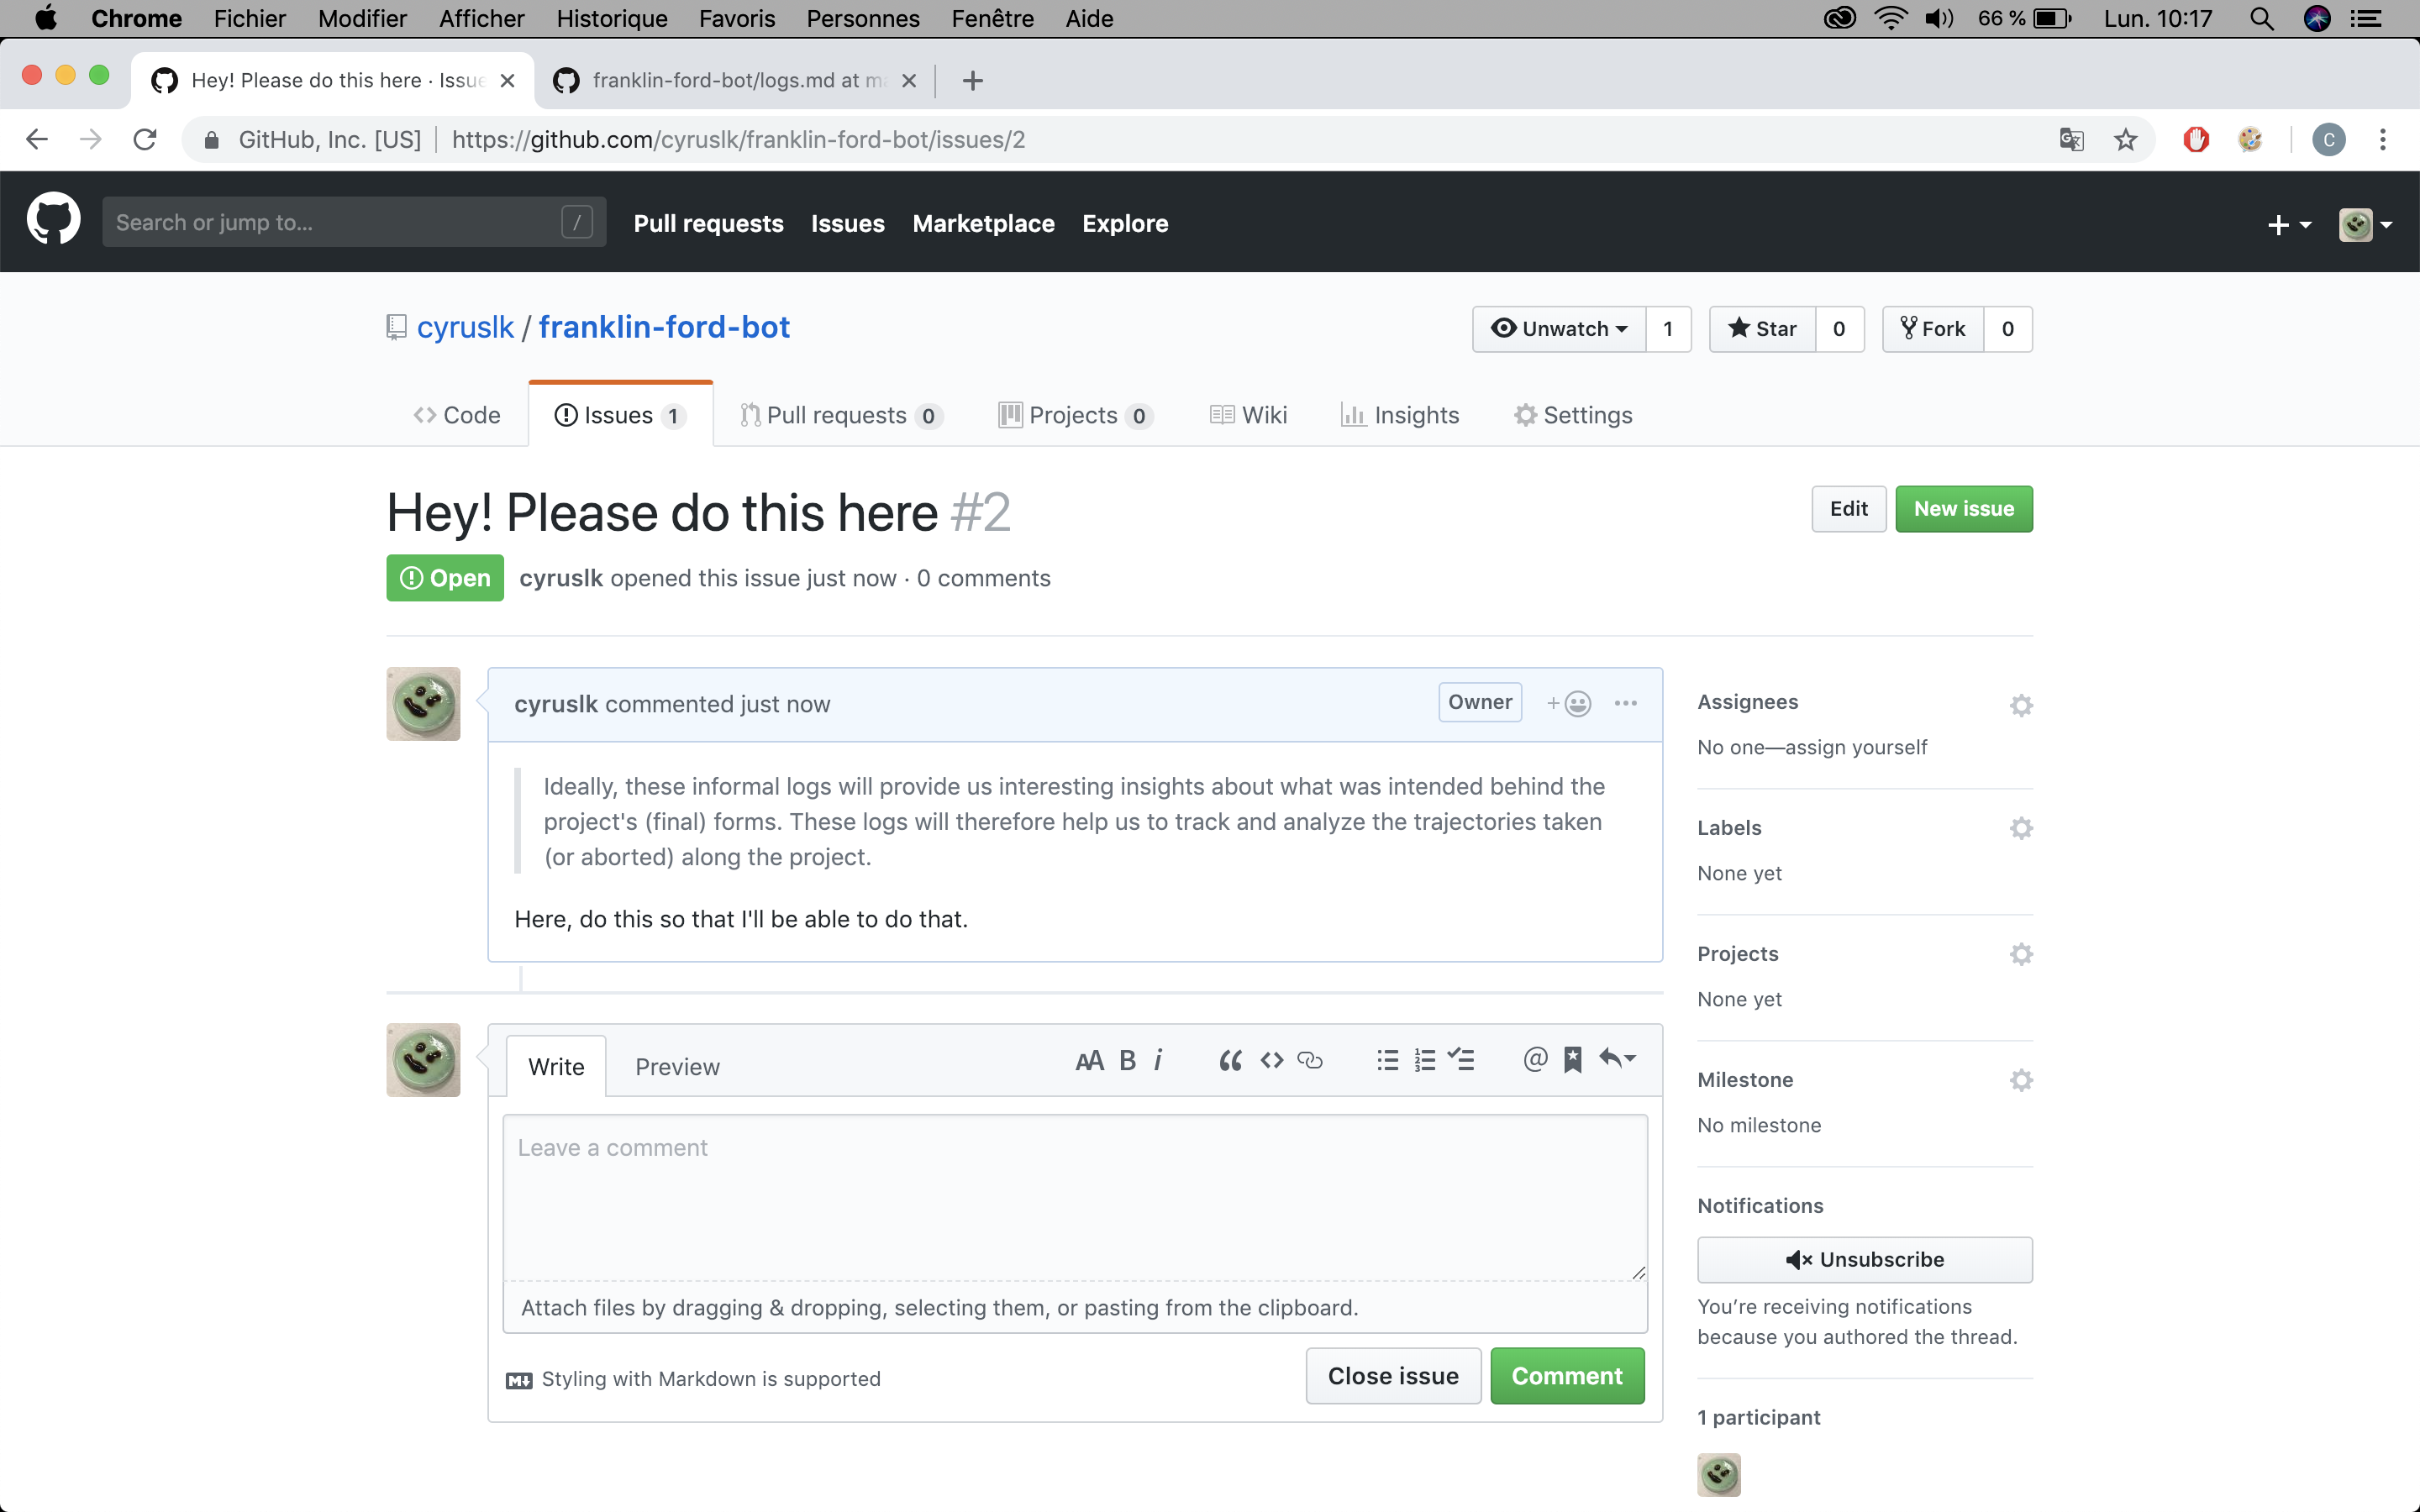 Chrome Fichier Modifier Afficher Historique Favoris Personnes Fenêtre Aide 66 % Lun. 10:17
Hey! Please do this here · Issue franklin-ford-bot/logs.md at ma
GitHub, Inc. [US] https://github.com/cyruslk/franklin-ford-bot/issues/2 C
Search or jump to... / Pull requests Issues Marketplace Explore
cyruslk / franklin-ford-bot Unwatch 1 Star 0 Fork 0
Code Issues 1 Pull requests 0 Projects 0 Wiki Insights Settings
Hey! Please do this here #2 Edit New issue
Open cyruslk opened this issue just now · 0 comments
cyruslk commented just now Owner
Ideally, these informal logs will provide us interesting insights about what was intended behind the
project's (final) forms. These logs will therefore help us to track and analyze the trajectories taken
(or aborted) along the project.
Here, do this so that I'll be able to do that.
Write Preview AA B i
Leave a comment
Attach files by dragging & dropping, selecting them, or pasting from the clipboard.
Styling with Markdown is supported Close issue Comment
Assignees
No one—assign yourself
Labels
None yet
Projects
None yet
Milestone
No milestone
Notifications
Unsubscribe
You’re receiving notifications
because you authored the thread.
1 participant